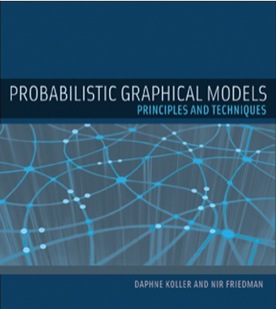 PROBABILISTIC GRAPHICAL MODELS
PRINCIPLES AND TECHNIQUES
DAPHNE KOLLER AND NIR FRIEDMAN